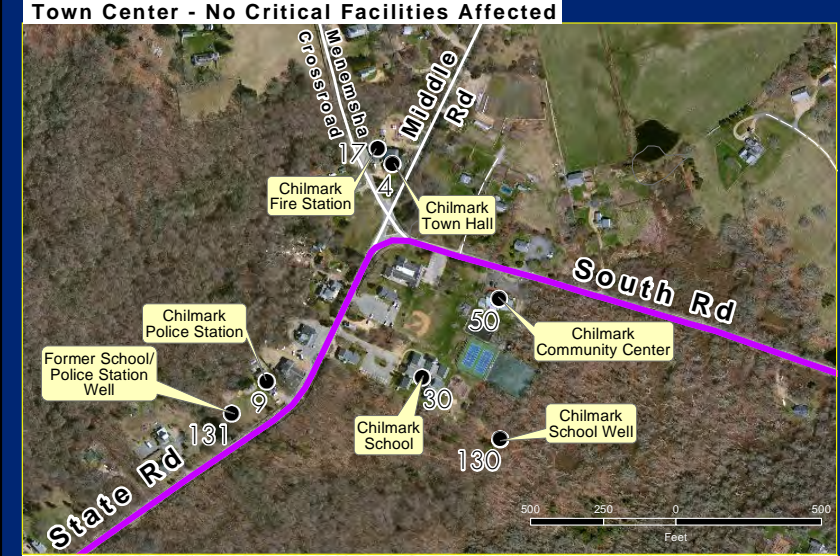 Town Center - No Critical Facilities Affected
Menemsha
Crossroad
Middle
Rd
17
4
Chilmark
Fire Station
Chilmark
Town Hall
South Rd
50
Chilmark
Community Center
Chilmark
Police Station
9
Former School/
Police Station
Well
131
30
Chilmark
School
Chilmark
School Well
130
State Rd
500 250 0 500
Feet